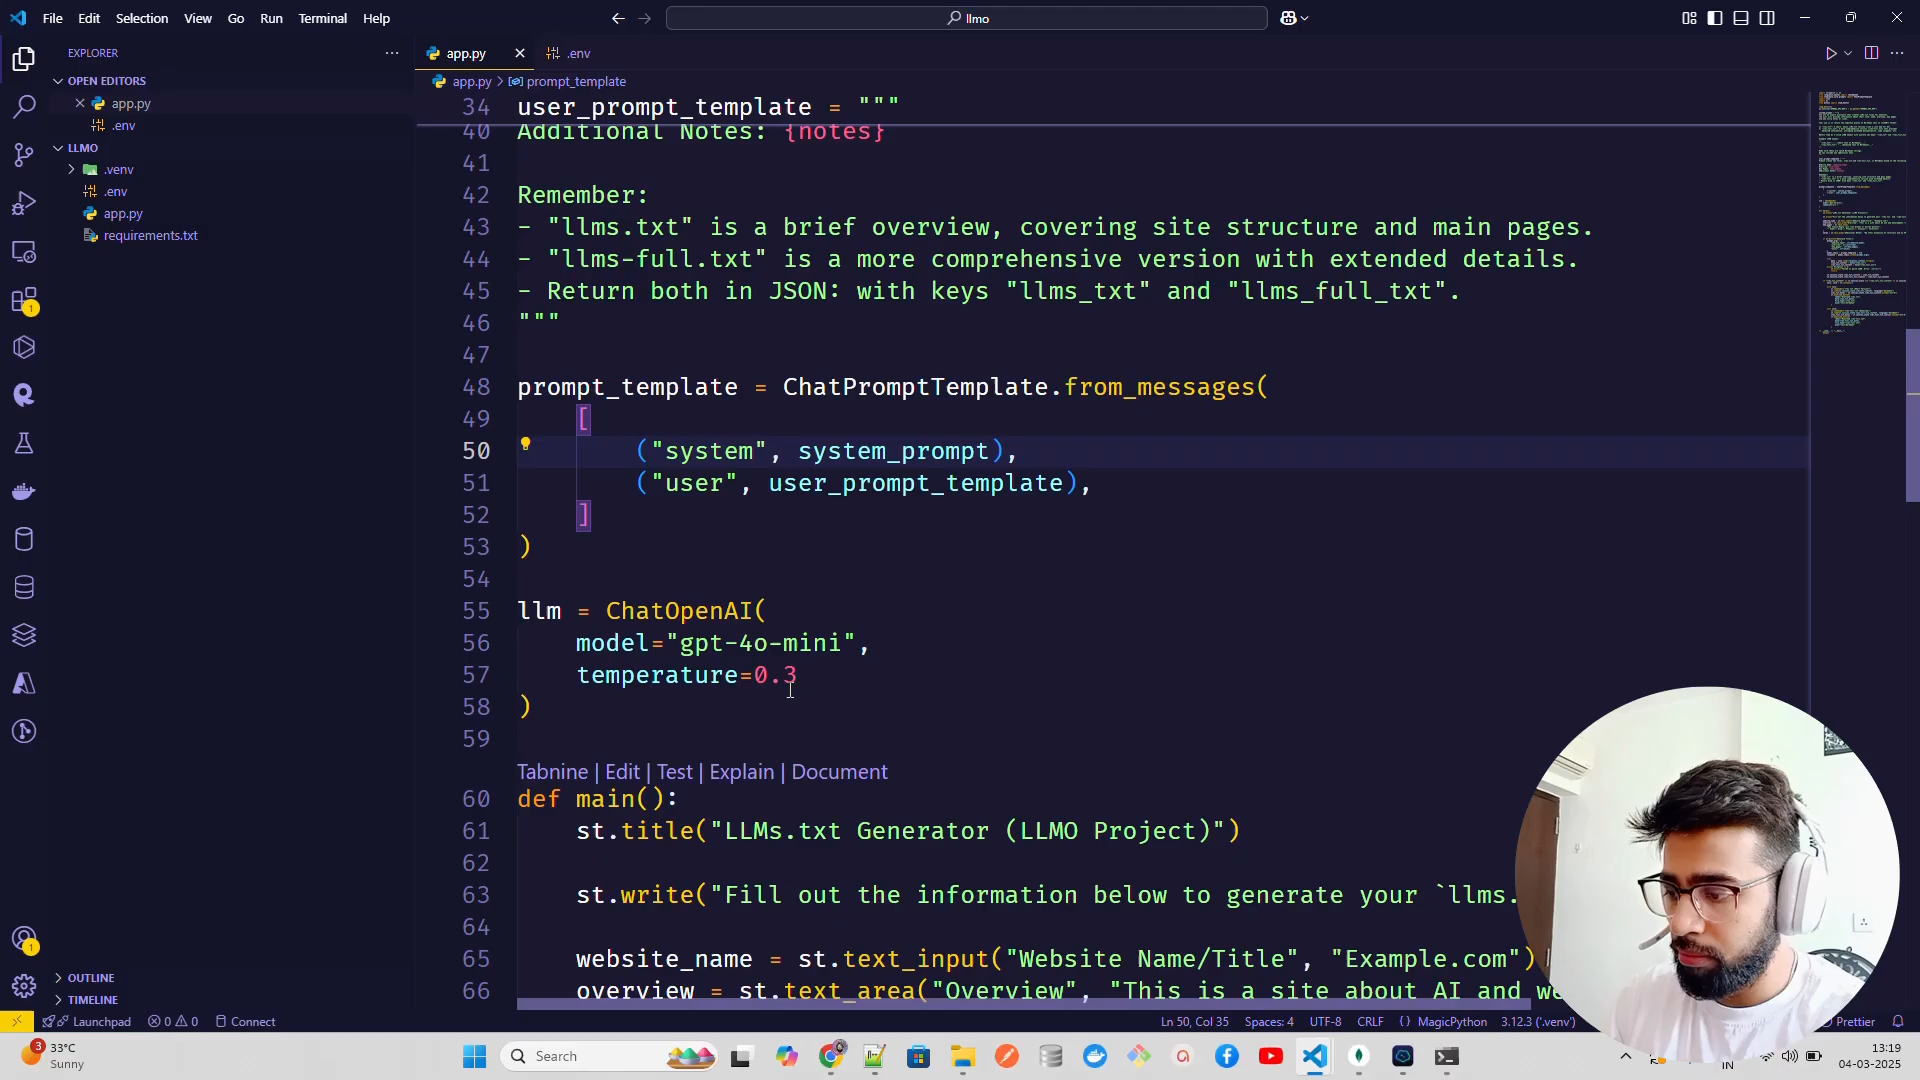 File Edit Selection View Go Run Terminal Help
llmo
EXPLORER
OPEN EDITORS
app.py
.env
LLMO
.venv
.env
app.py
requirements.txt
OUTLINE
TIMELINE
app.py
.env
app.py > prompt_template
34 user_prompt_template = """
40 Additional Notes: {notes}
41
42 Remember:
43 - "llms.txt" is a brief overview, covering site structure and main pages.
44 - "llms-full.txt" is a more comprehensive version with extended details.
45 - Return both in JSON: with keys "llms_txt" and "llms_full_txt".
46 """
47
48 prompt_template = ChatPromptTemplate.from_messages(
49 [
50 ("system", system_prompt),
51 ("user", user_prompt_template),
52 ]
53 )
54
55 llm = ChatOpenAI(
56 model="gpt-4o-mini",
57 temperature=0.3
58 )
59
Tabnine | Edit | Test | Explain | Document
60 def main():
61 st.title("LLMs.txt Generator (LLMO Project)")
62
63 st.write("Fill out the information below to generate your `llms.
64
65 website_name = st.text_input("Website Name/Title", "Example.com")
66 overview = st.text_area("Overview", "This is a site about AI and we
Launchpad 0 0 Connect
Ln 50, Col 35 Spaces: 4 UTF-8 CRLF {} MagicPython 3.12.3 ('.venv') Prettier
3 33°C
Sunny
Search
IN
13:19
04-03-2025